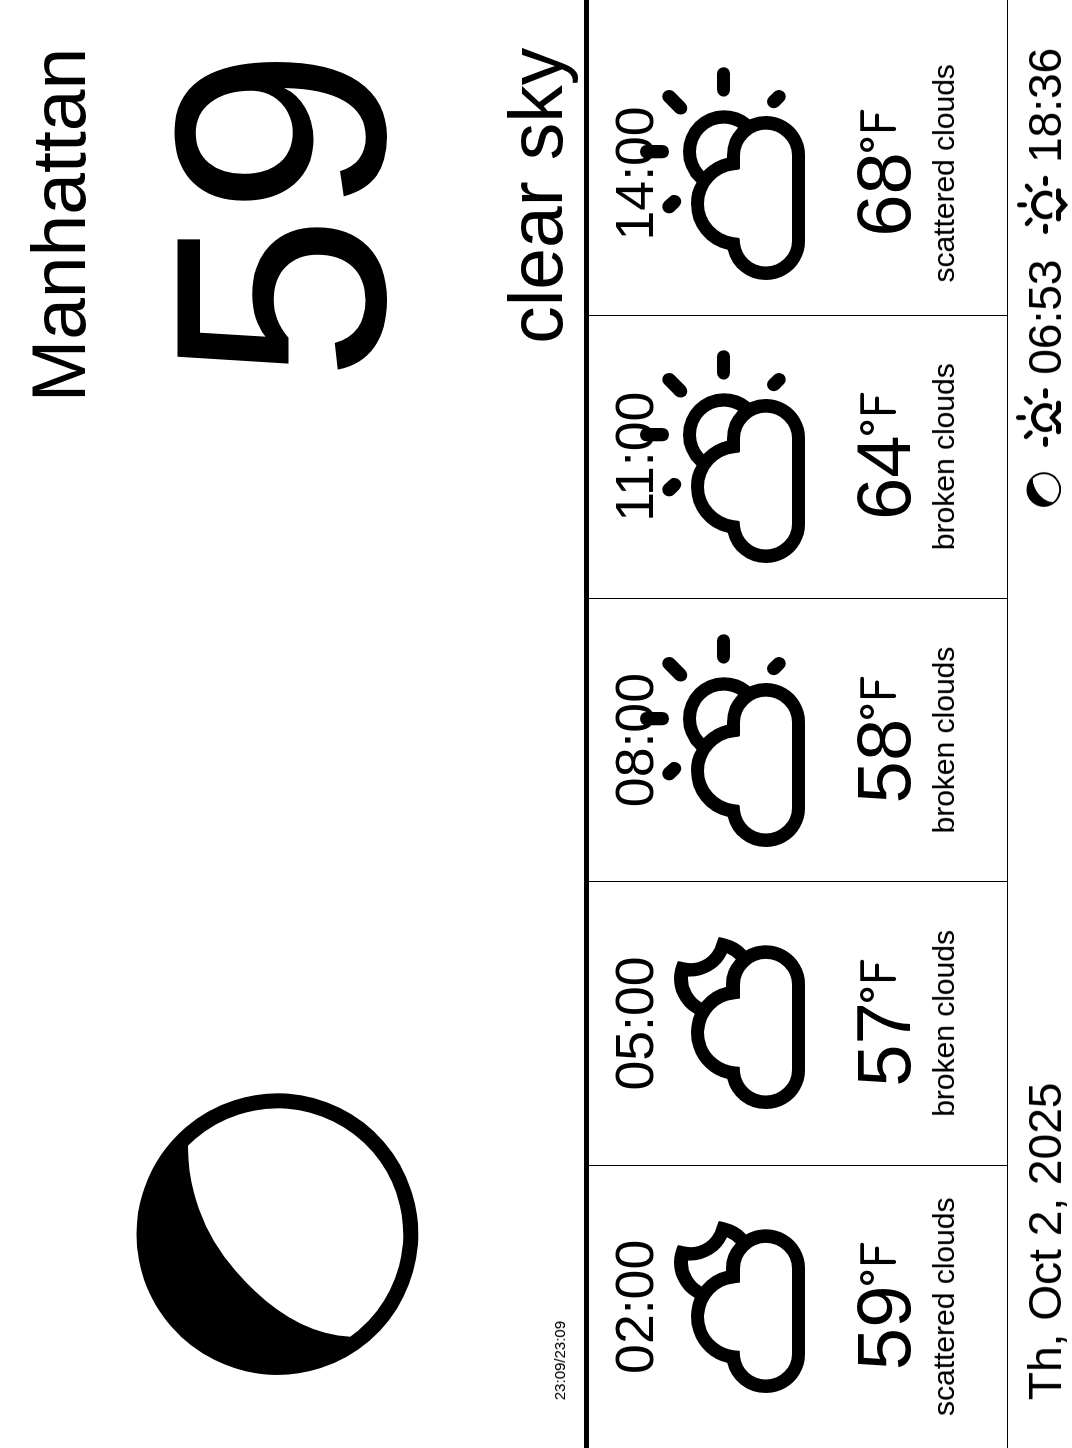 Manhattan
59
clear sky
23:09/23:09
02:00
59°F
scattered clouds
05:00
57°F
broken clouds
08:00
58°F
broken clouds
11:00
64°F
broken clouds
14:00
68°F
scattered clouds
Th, Oct 2, 2025
06:53
18:36